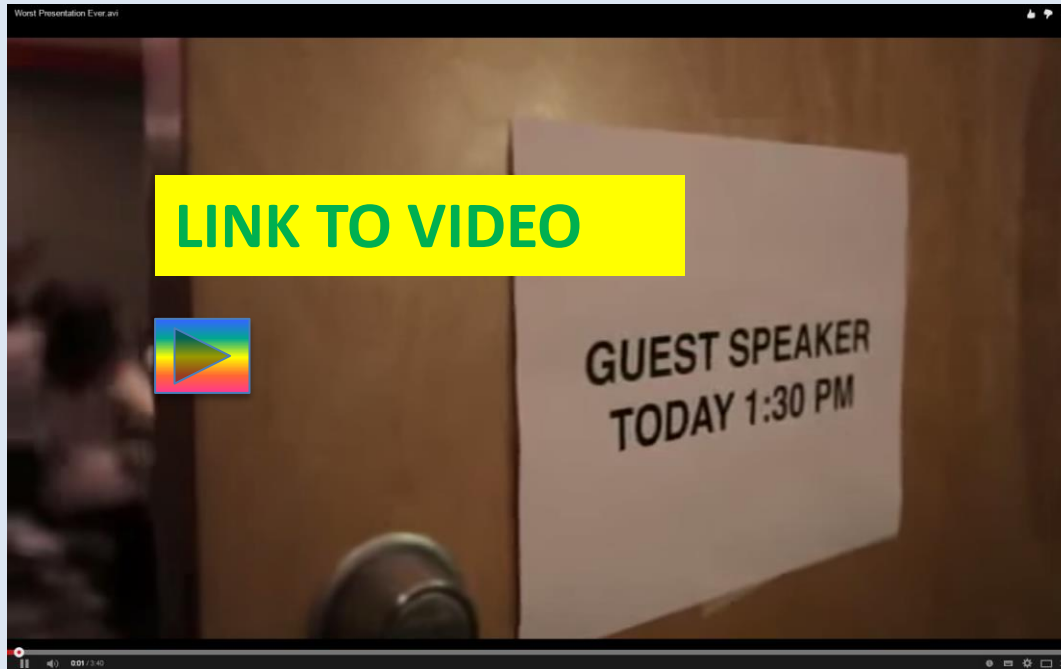 Worst Presentation Ever.avi
LINK TO VIDEO
GUEST SPEAKER
TODAY 1:30 PM
0:01 / 3:40